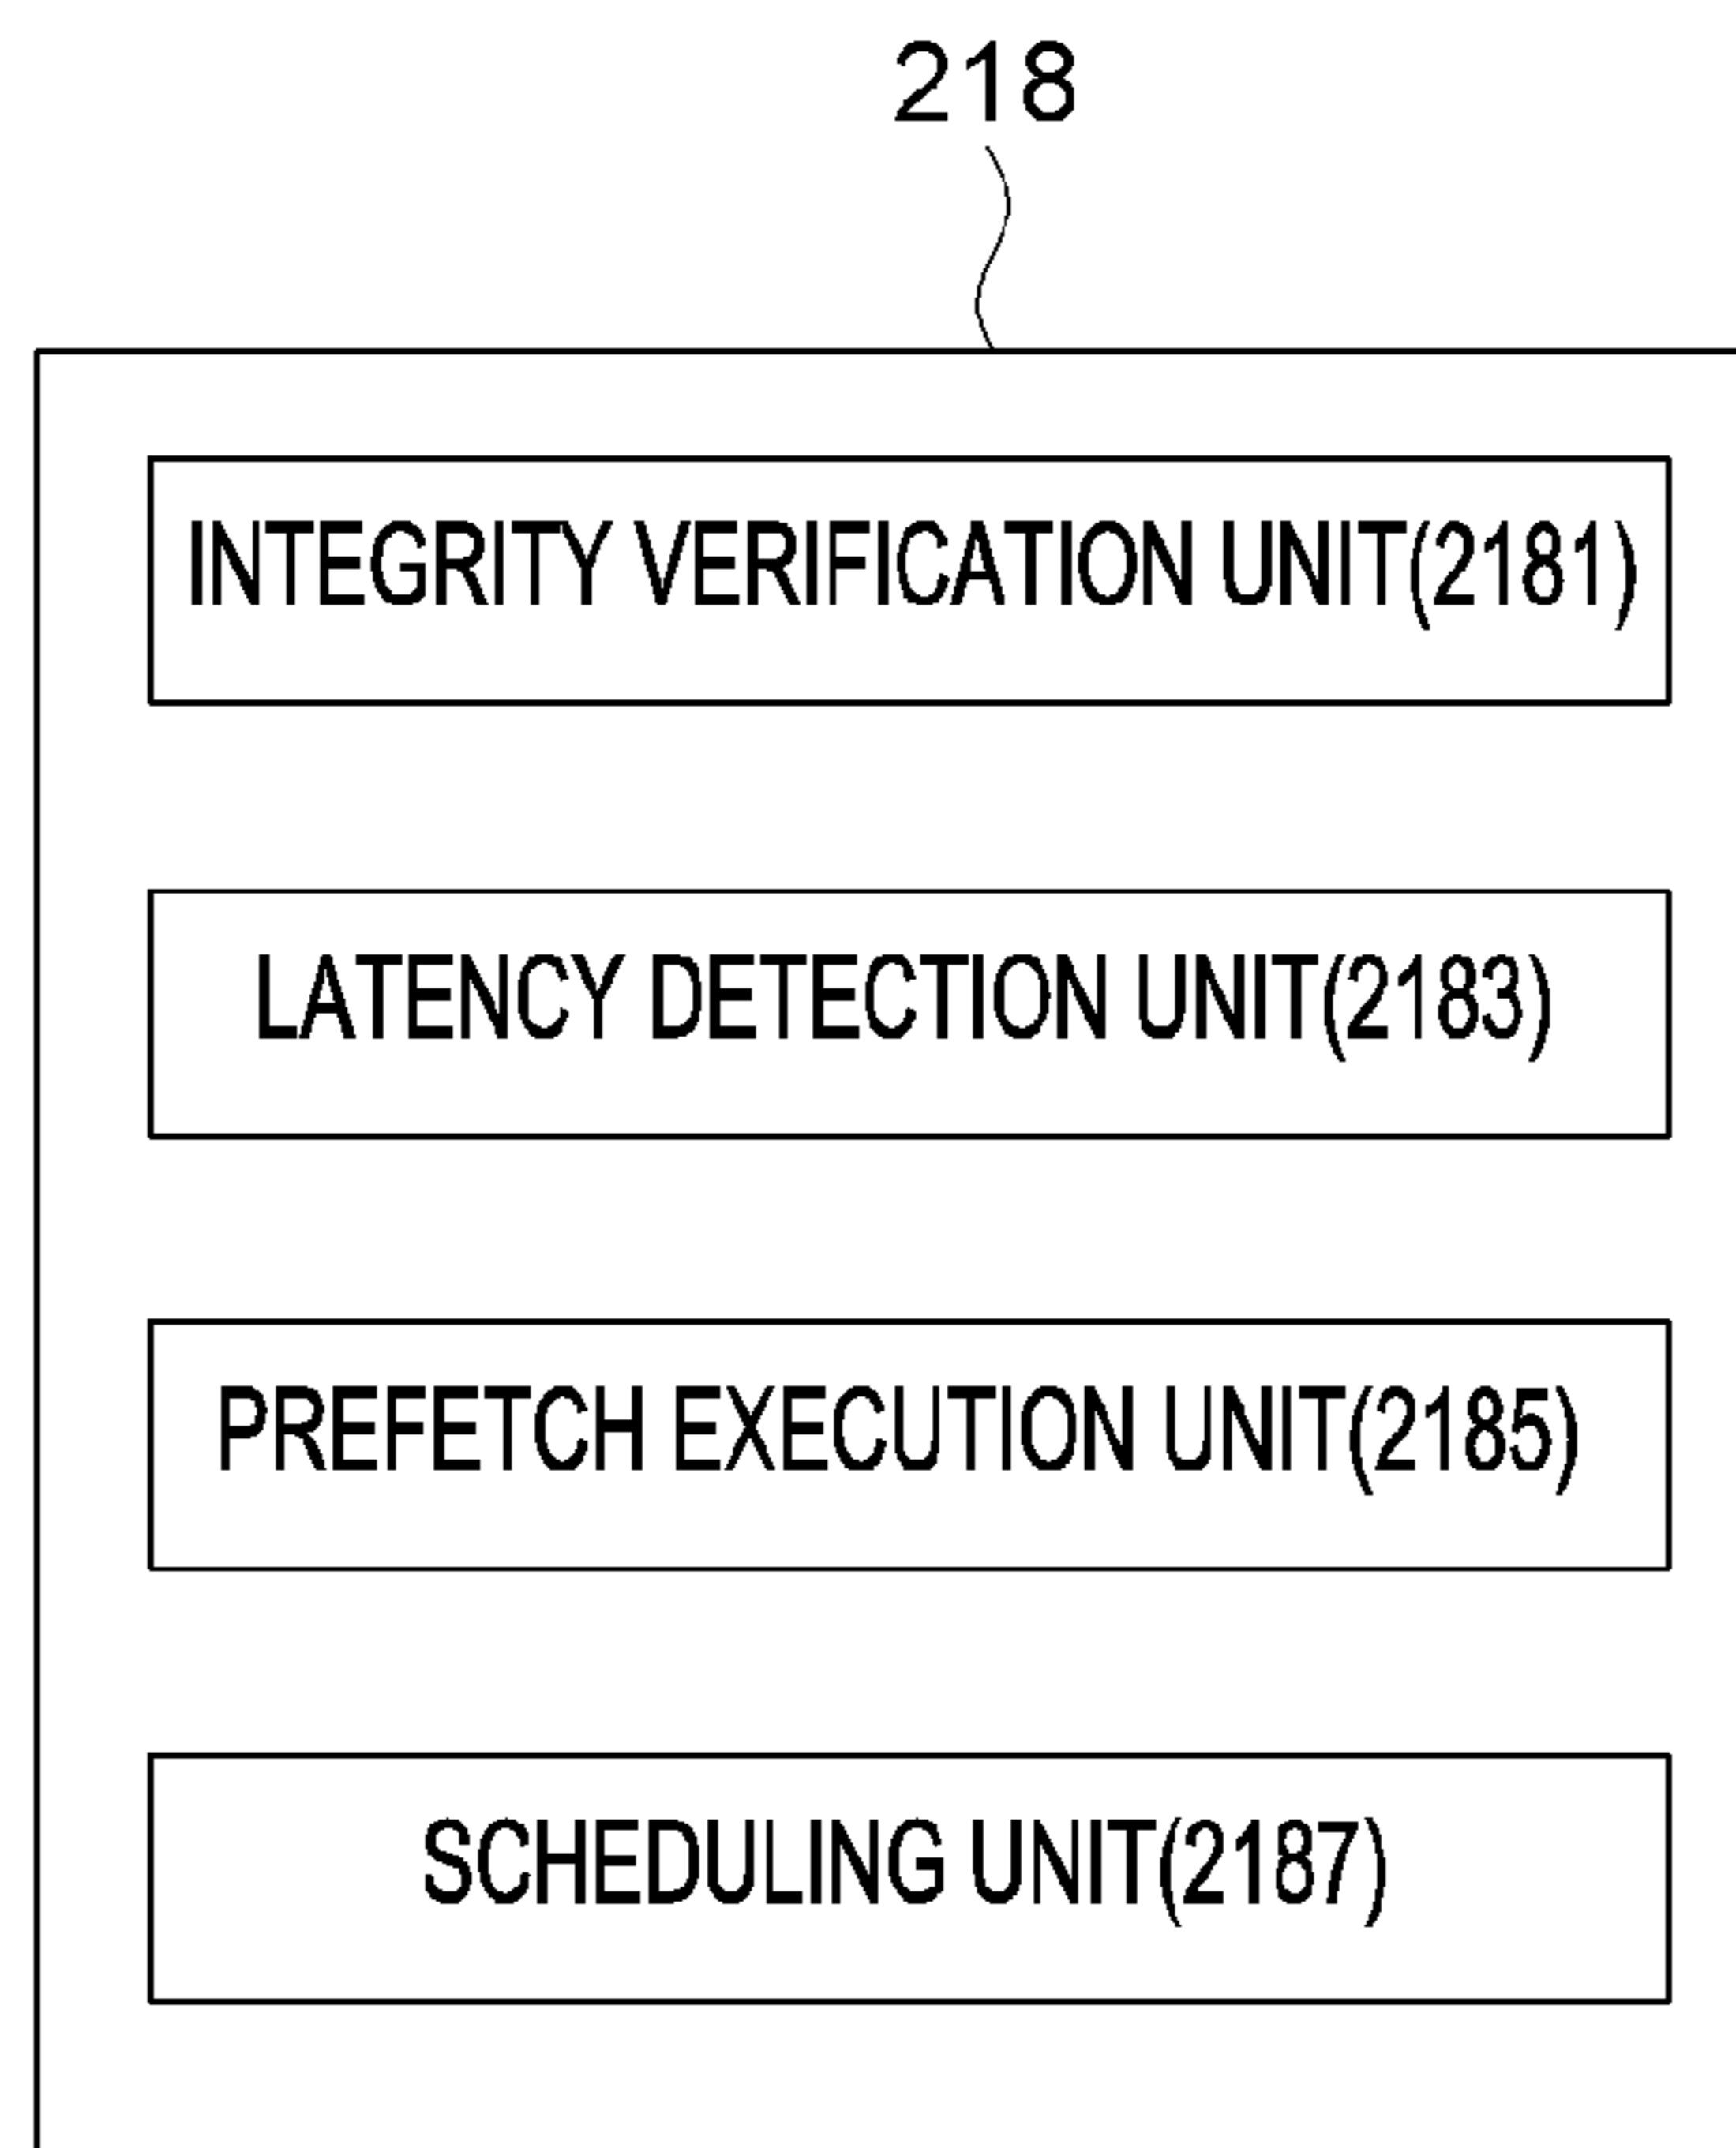 218
INTEGRITY VERIFICATION UNIT(2181)
LATENCY DETECTION UNIT(2183)
PREFETCH EXECUTION UNIT(2185)
SCHEDULING UNIT(2187)